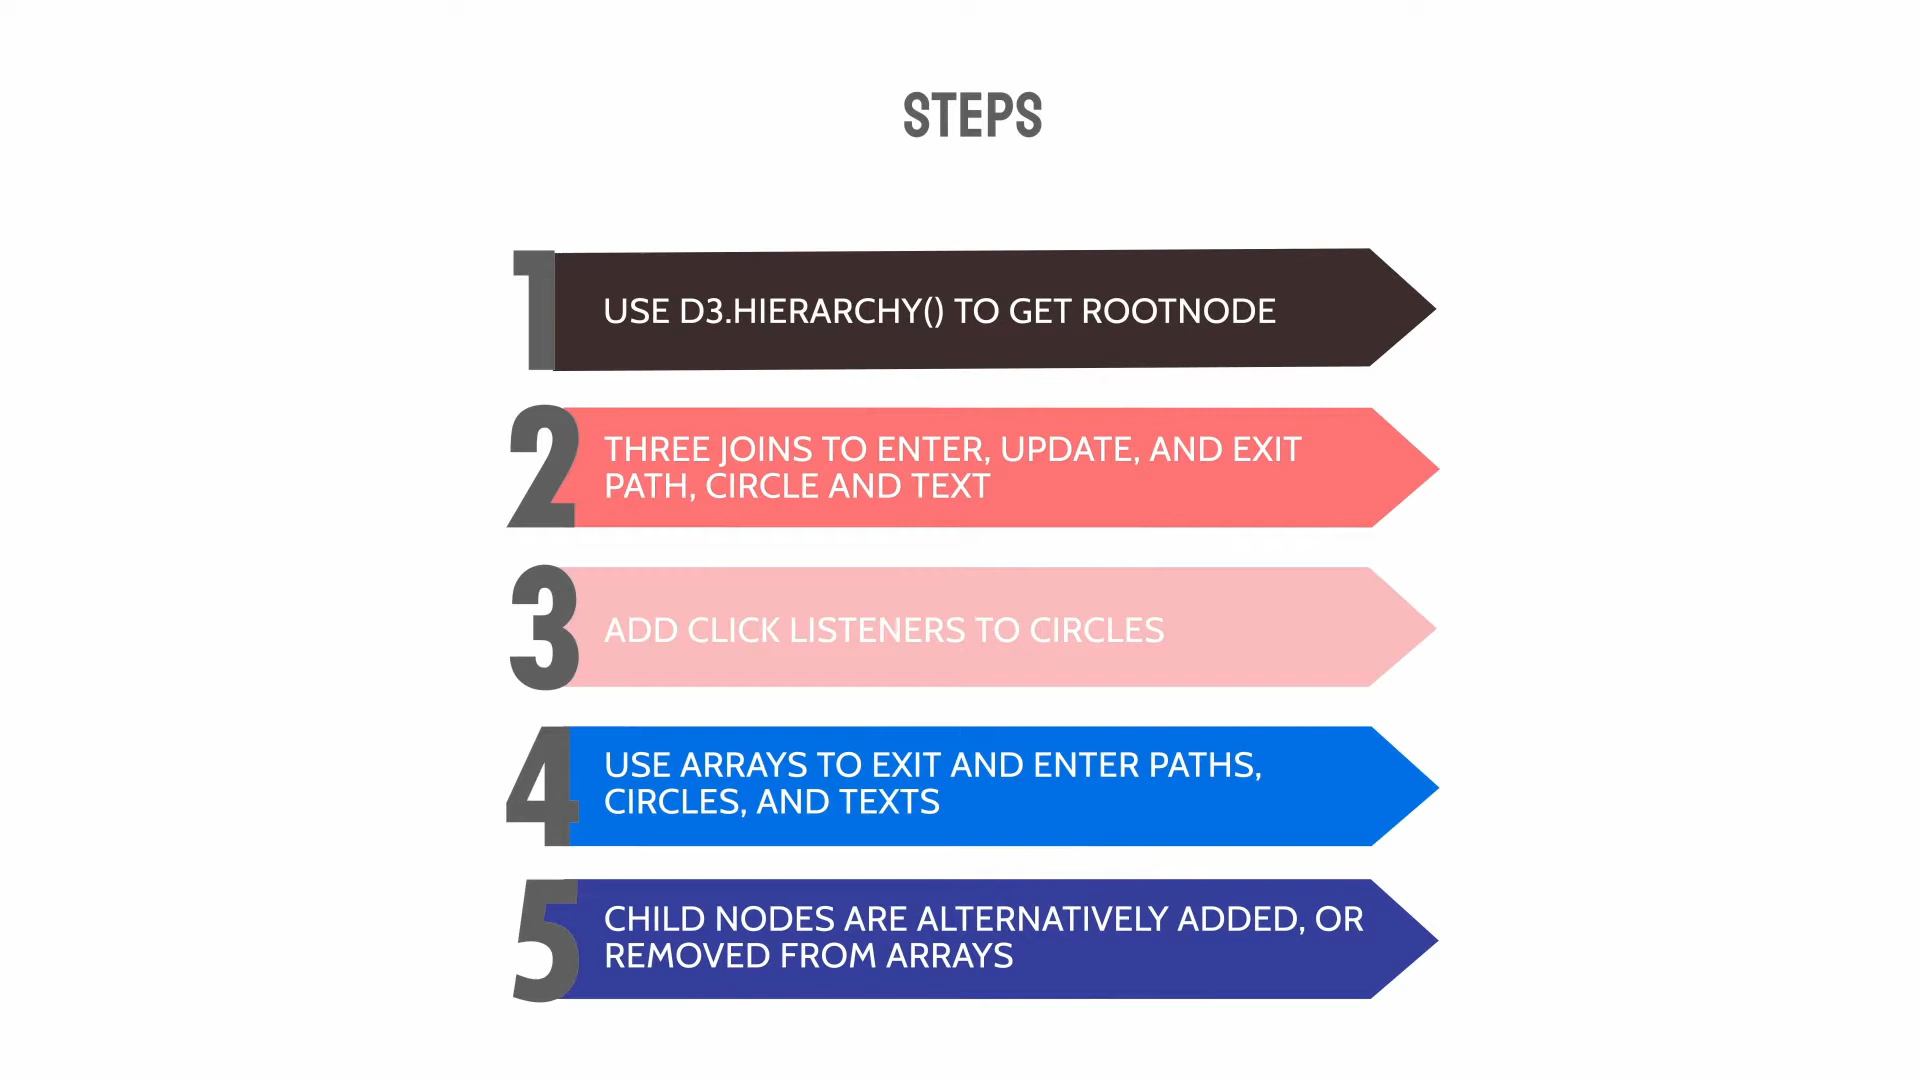 STEPS
1
USE D3.HIERARCHY() TO GET ROOTNODE
2
THREE JOINS TO ENTER, UPDATE, AND EXIT
PATH, CIRCLE AND TEXT
3
ADD CLICK LISTENERS TO CIRCLES
4
USE ARRAYS TO EXIT AND ENTER PATHS,
CIRCLES, AND TEXTS
5
CHILD NODES ARE ALTERNATIVELY ADDED, OR
REMOVED FROM ARRAYS